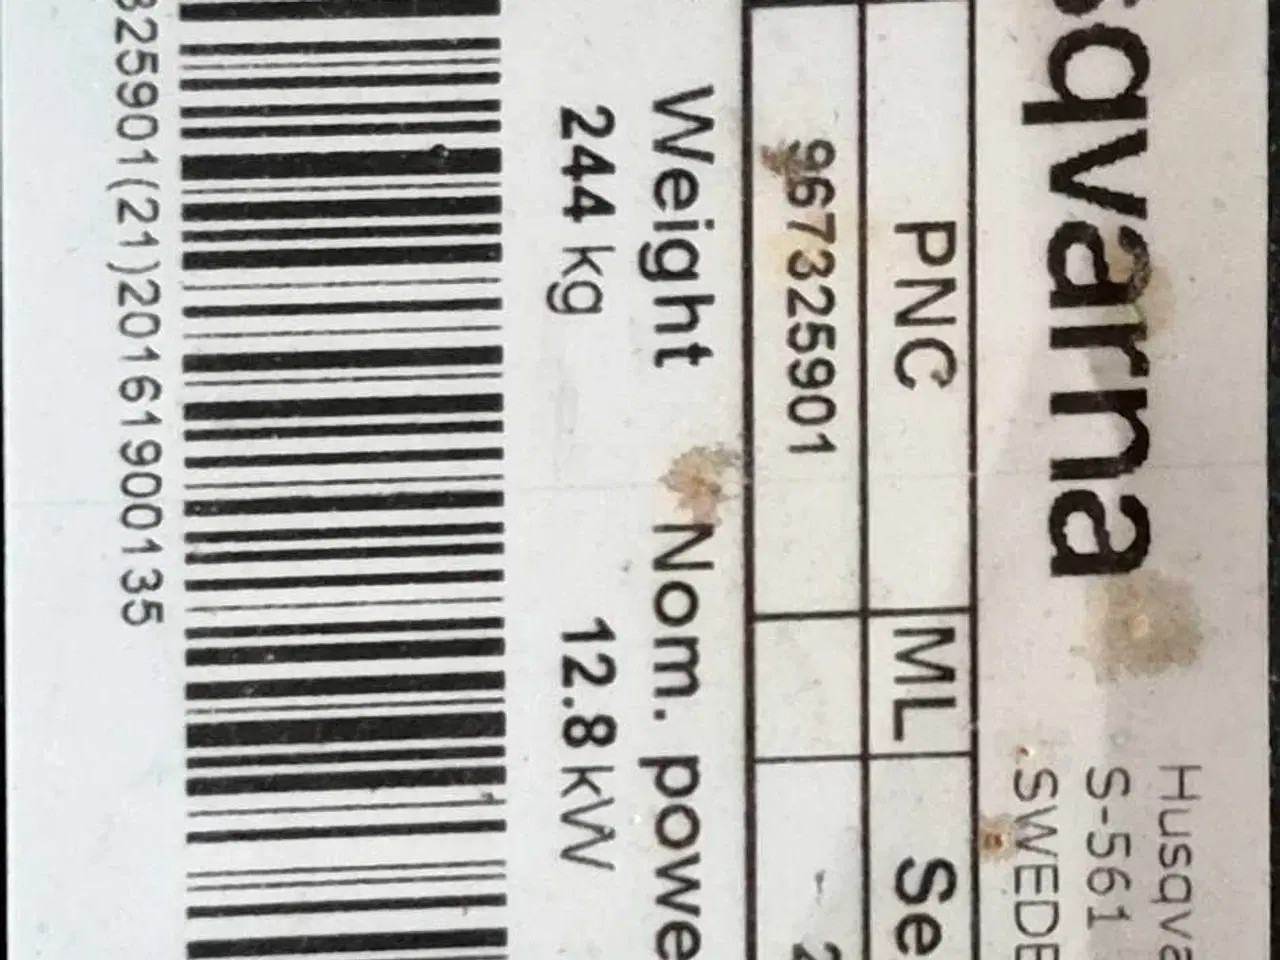 sqvarna
Husqva
S-561
SWEDE
PNC ML Se
967325901 2
Weight Nom. powe
244 kg 12.8 kW
325901(21)20161900135